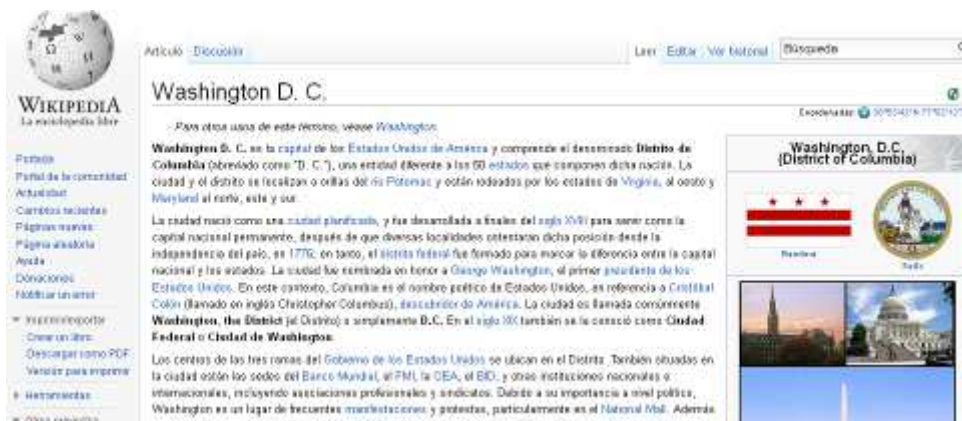 WIKIPEDIA
La enciclopedia libre
Portada
Portal de la comunidad
Actualidad
Cambios recientes
Páginas nuevas
Página aleatoria
Ayuda
Donaciones
Notificar un error
Imprimir/exportar
Crear un libro
Descargar como PDF
Versión para imprimir
Herramientas
Artículo Discusión
Leer Editar Ver historial Búsqueda
Washington D. C.
Coordenadas:
Para otros usos de este término, véase Washington.
Washington D. C. es la capital de los Estados Unidos de América y comprende el denominado Distrito de
Columbia (abreviado como "D. C."), una entidad diferente a los 50 estados que componen dicha nación. La
ciudad y el distrito se localizan a orillas del río Potomac y están rodeados por los estados de Virginia, al oeste y
Maryland al norte, este y sur.
La ciudad nació como una ciudad planificada, y fue desarrollada a finales del siglo XVIII para servir como la
capital nacional permanente, después de que diversas localidades ostentaran dicha posición desde la
independencia del país, en 1776; en tanto, el distrito federal fue formado para marcar la diferencia entre la capital
nacional y los estados. La ciudad fue nombrada en honor a George Washington, el primer presidente de los
Estados Unidos. En este contexto, Columbia es el nombre poético de Estados Unidos, en referencia a Cristóbal
Colón (llamado en inglés Christopher Columbus), descubridor de América. La ciudad es llamada comúnmente
Washington, the District (el Distrito) o simplemente D.C. En el siglo XIX también se la conoció como Ciudad
Federal o Ciudad de Washington.
Los centros de las tres ramas del Gobierno de los Estados Unidos se ubican en el Distrito. También situadas en
la ciudad están las sedes del Banco Mundial, el FMI, la OEA, el BID, y otras instituciones nacionales e
internacionales, incluyendo asociaciones profesionales y sindicatos. Debido a su importancia a nivel político,
Washington es un lugar de frecuentes manifestaciones y protestas, particularmente en el National Mall. Además
Washington, D.C.
(District of Columbia)
Bandera
Sello